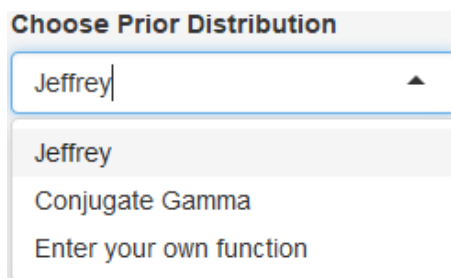 Choose Prior Distribution
Jeffrey
Jeffrey
Conjugate Gamma
Enter your own function